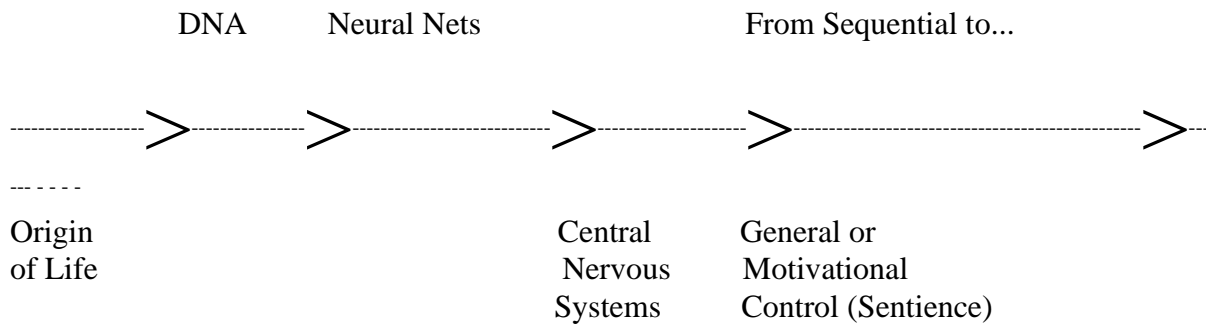 DNA Neural Nets From Sequential to...
--------------------->-----------------> ------------------------------->----------------------->------------------------------------------------------->---
--- - - - -
Origin Central General or
of Life Nervous Motivational
Systems Control (Sentience)